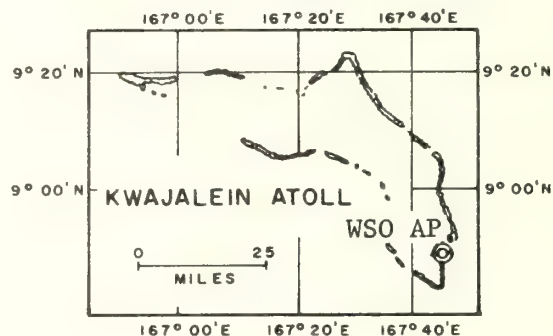 167° 00'E 167° 20'E 167° 40'E
9° 20' N 9° 20' N
9° 00'N 9° 00'N
KWAJALEIN ATOLL
WSO AP
0 25
MILES
167° 00'E 167° 20'E 167° 40'E